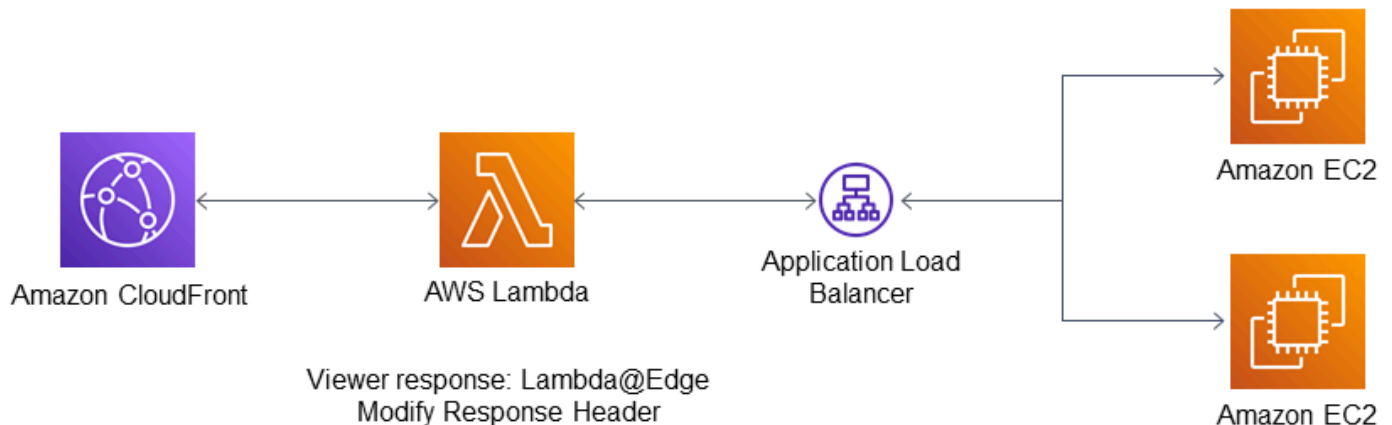 Amazon EC2
Amazon CloudFront
AWS Lambda
Application Load
Balancer
Viewer response: Lambda@Edge
Modify Response Header
Amazon EC2